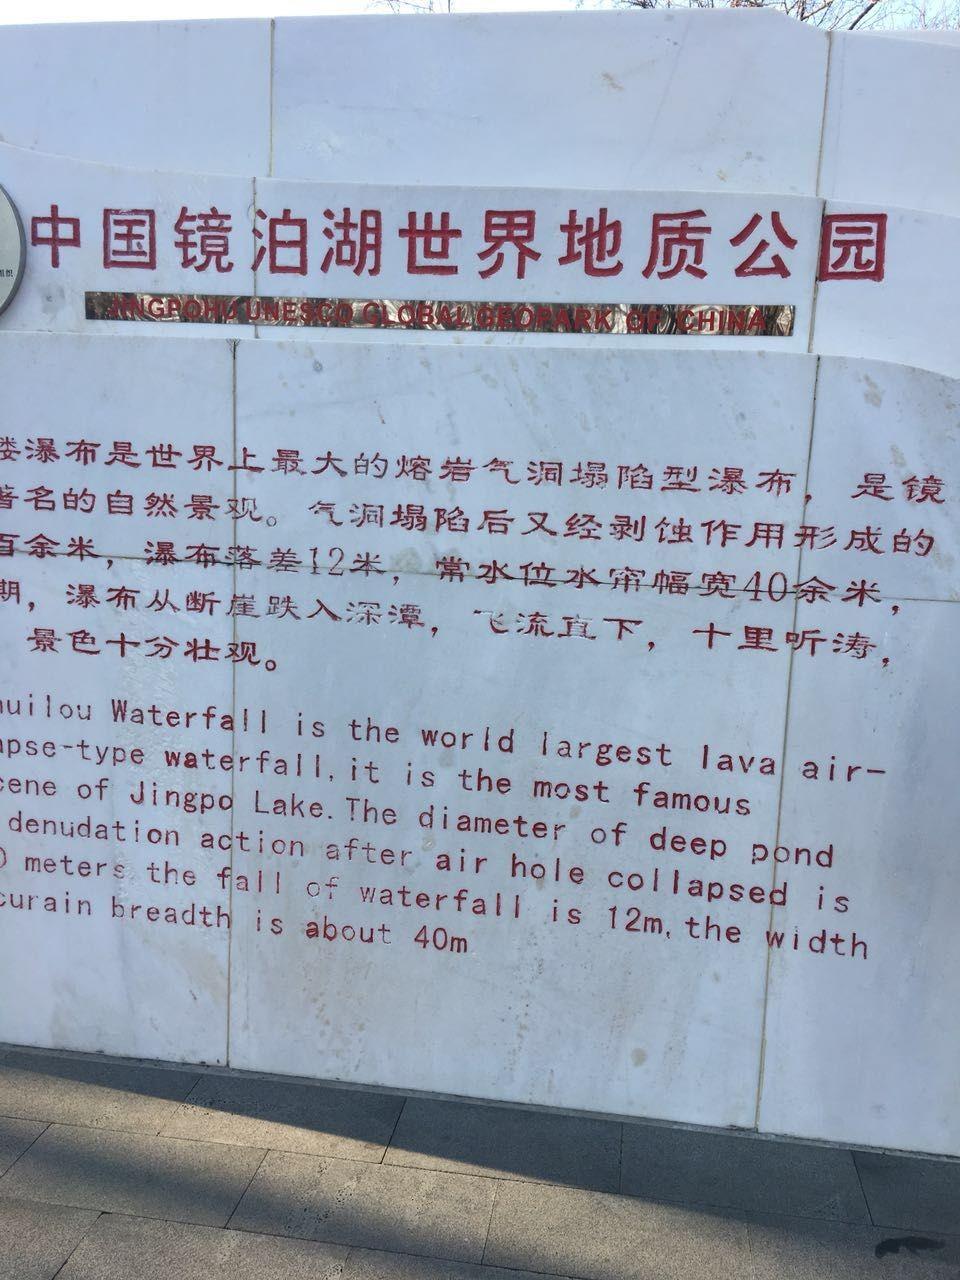 组织
中国镜泊湖世界地质公园
JINGPOHU UNESCO GLOBAL GEOPARK OF CHINA
楼瀑布是世界上最大的熔岩气洞塌陷型瀑布，是镜
著名的自然景观。气洞塌陷后又经剥蚀作用形成的
百余米，瀑布落差12米，常水位水帘幅宽40余米，
期，瀑布从断崖跌入深潭，飞流直下，十里听涛，
景色十分壮观。
uilou Waterfall is the world largest lava air-
apse-type waterfall,it is the most famous
cene of Jingpo Lake.The diameter of deep pond
denudation action after air hole collapsed is
0 meters the fall of waterfall is 12m,the width
curain breadth is about 40m